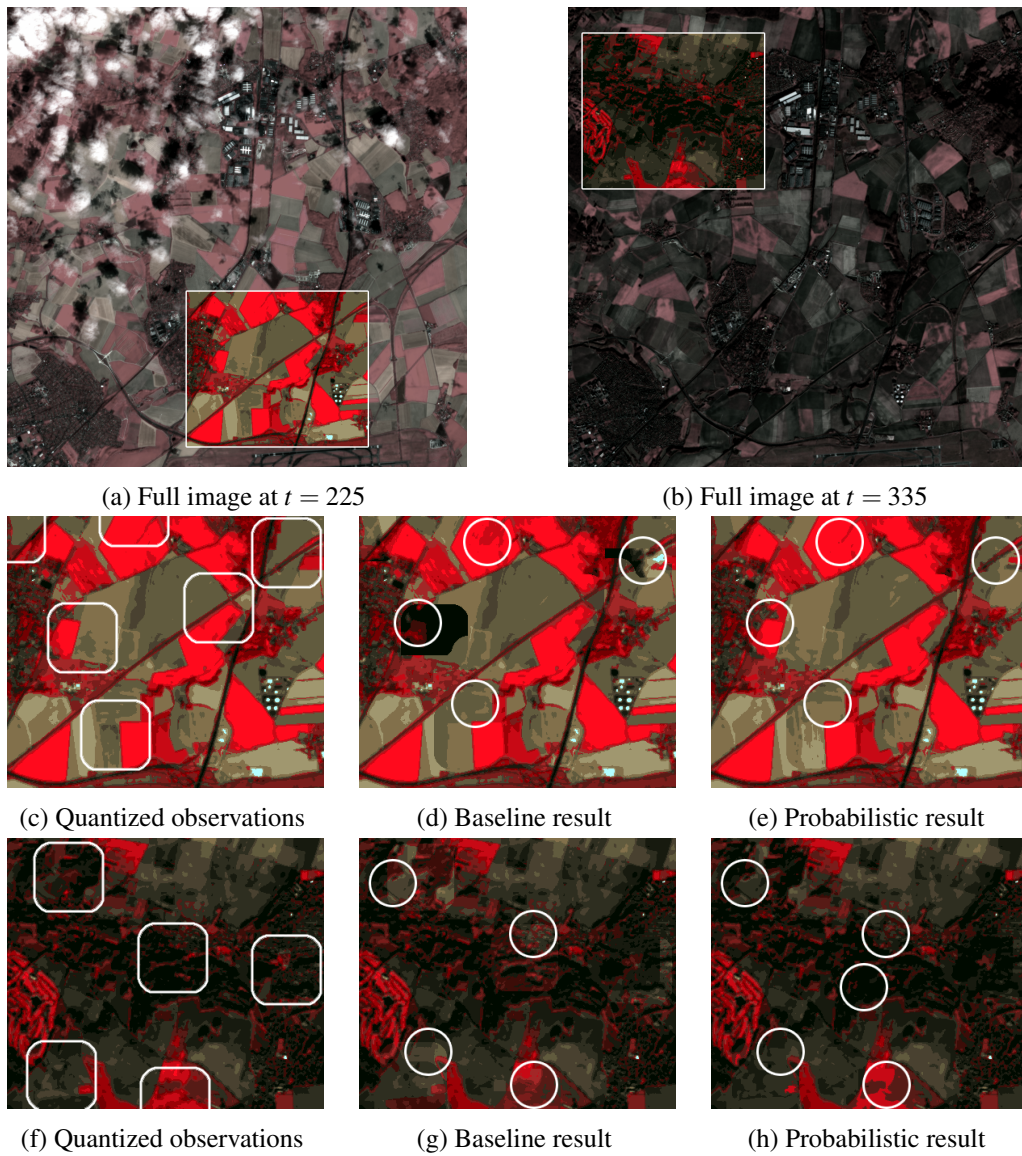 (a) Full image at t = 225
(b) Full image at t = 335
(c) Quantized observations
(d) Baseline result
(e) Probabilistic result
(f) Quantized observations
(g) Baseline result
(h) Probabilistic result